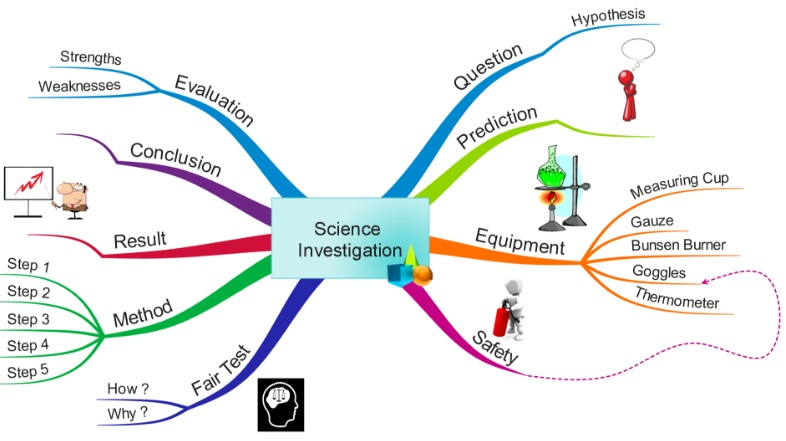 Science
Investigation
Question
Hypothesis
Prediction
Equipment
Measuring Cup
Gauze
Bunsen Burner
Goggles
Thermometer
Safety
Fair Test
How ?
Why ?
Method
Step 1
Step 2
Step 3
Step 4
Step 5
Result
Conclusion
Evaluation
Strengths
Weaknesses